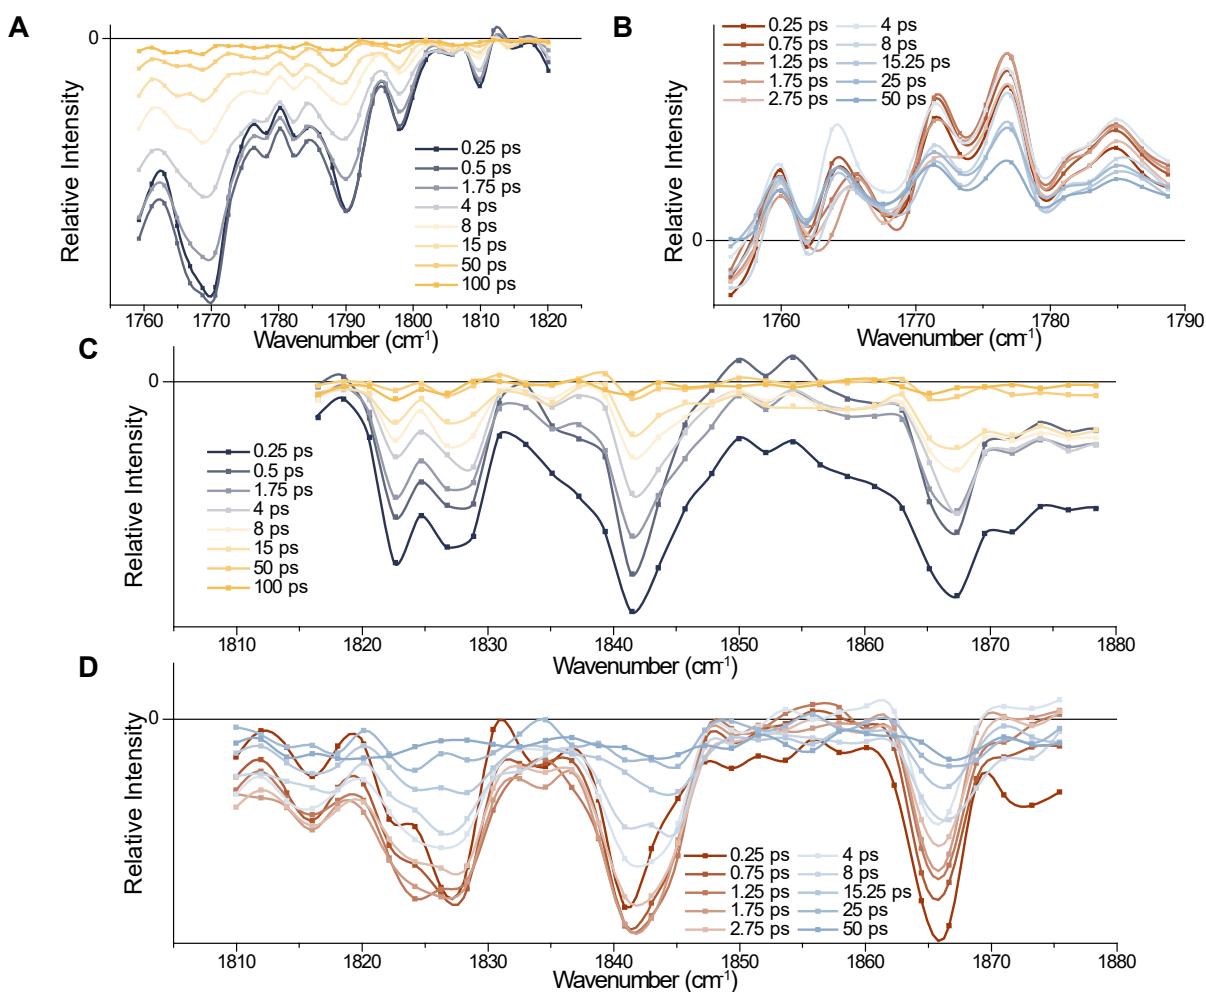 A
0
Relative Intensity
0.25 ps
0.5 ps
1.75 ps
4 ps
8 ps
15 ps
50 ps
100 ps
1760 1770 1780 1790 1800 1810 1820
Wavenumber (cm⁻¹)
B
0.25 ps 4 ps
0.75 ps 8 ps
1.25 ps 15.25 ps
1.75 ps 25 ps
2.75 ps 50 ps
Relative Intensity
0
1760 1770 1780 1790
Wavenumber (cm⁻¹)
C
0
Relative Intensity
0.25 ps
0.5 ps
1.75 ps
4 ps
8 ps
15 ps
50 ps
100 ps
1810 1820 1830 1840 1850 1860 1870 1880
Wavenumber (cm⁻¹)
D
0
Relative Intensity
0.25 ps 4 ps
0.75 ps 8 ps
1.25 ps 15.25 ps
1.75 ps 25 ps
2.75 ps 50 ps
1810 1820 1830 1840 1850 1860 1870 1880
Wavenumber (cm⁻¹)